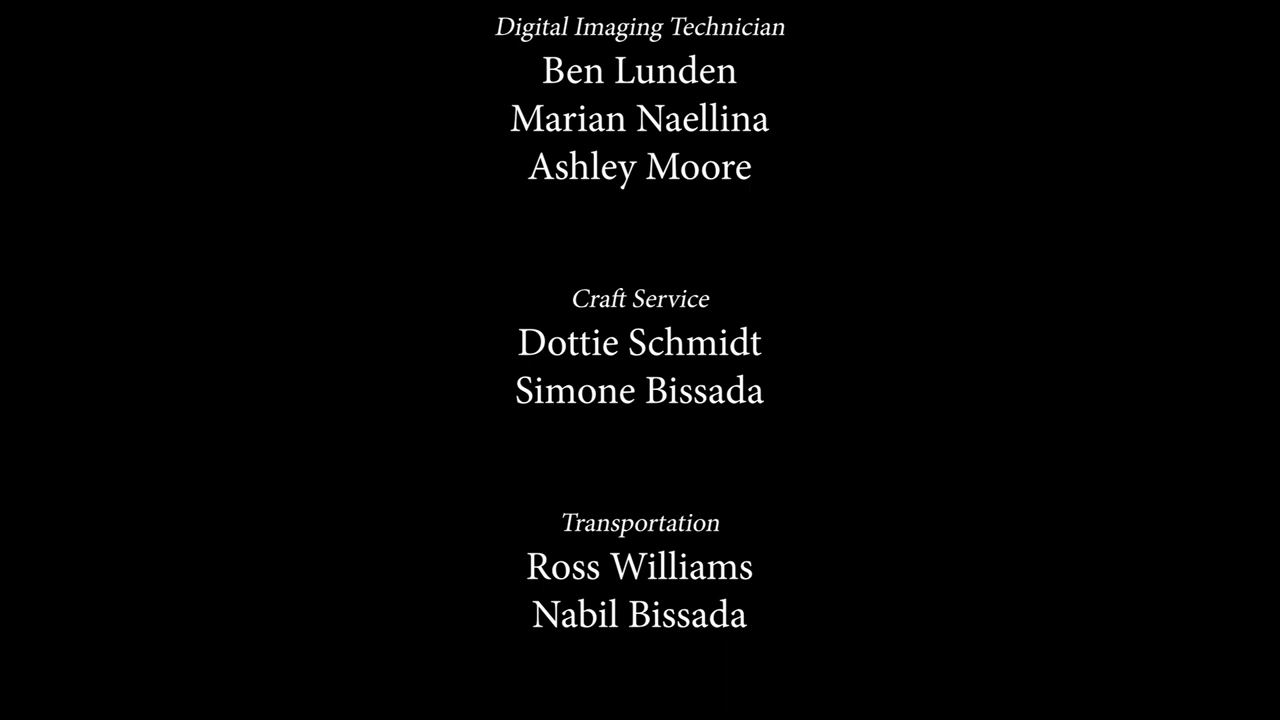 Digital Imaging Technician
Ben Lunden
Marian Naellina
Ashley Moore
Craft Service
Dottie Schmidt
Simone Bissada
Transportation
Ross Williams
Nabil Bissada